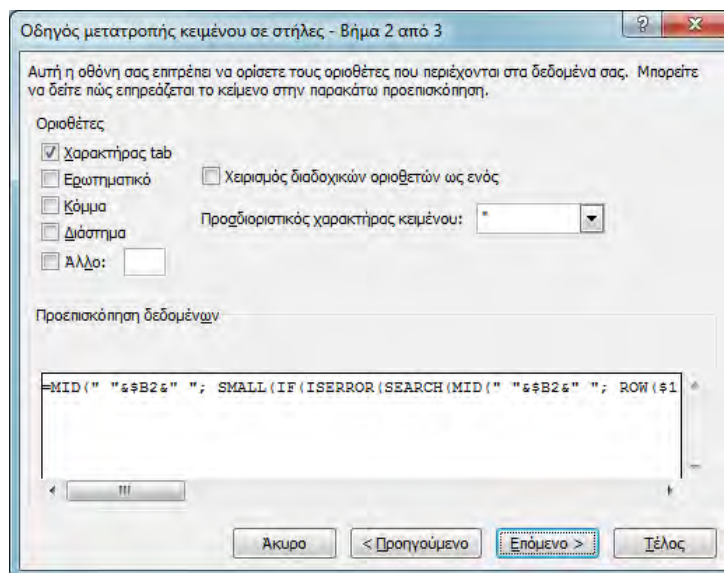 Οδηγός μετατροπής κειμένου σε στήλες - Βήμα 2 από 3
Αυτή η οθόνη σας επιτρέπει να ορίσετε τους οριοθέτες που περιέχονται στα δεδομένα σας. Μπορείτε
να δείτε πώς επηρεάζεται το κείμενο στην παρακάτω προεπισκόπηση.
Οριοθέτες
Χαρακτήρας tab
Ερωτηματικό
Χειρισμός διαδοχικών οριοθετών ως ενός
Κόμμα
Προσδιοριστικός χαρακτήρας κειμένου: "
Διάστημα
Άλλο:
Προεπισκόπηση δεδομένων
=MID(" "&$B2&" "; SMALL(IF(ISERROR(SEARCH(MID(" "&$B2&" "; ROW($1
Άκυρο < Προηγούμενο Επόμενο > Τέλος